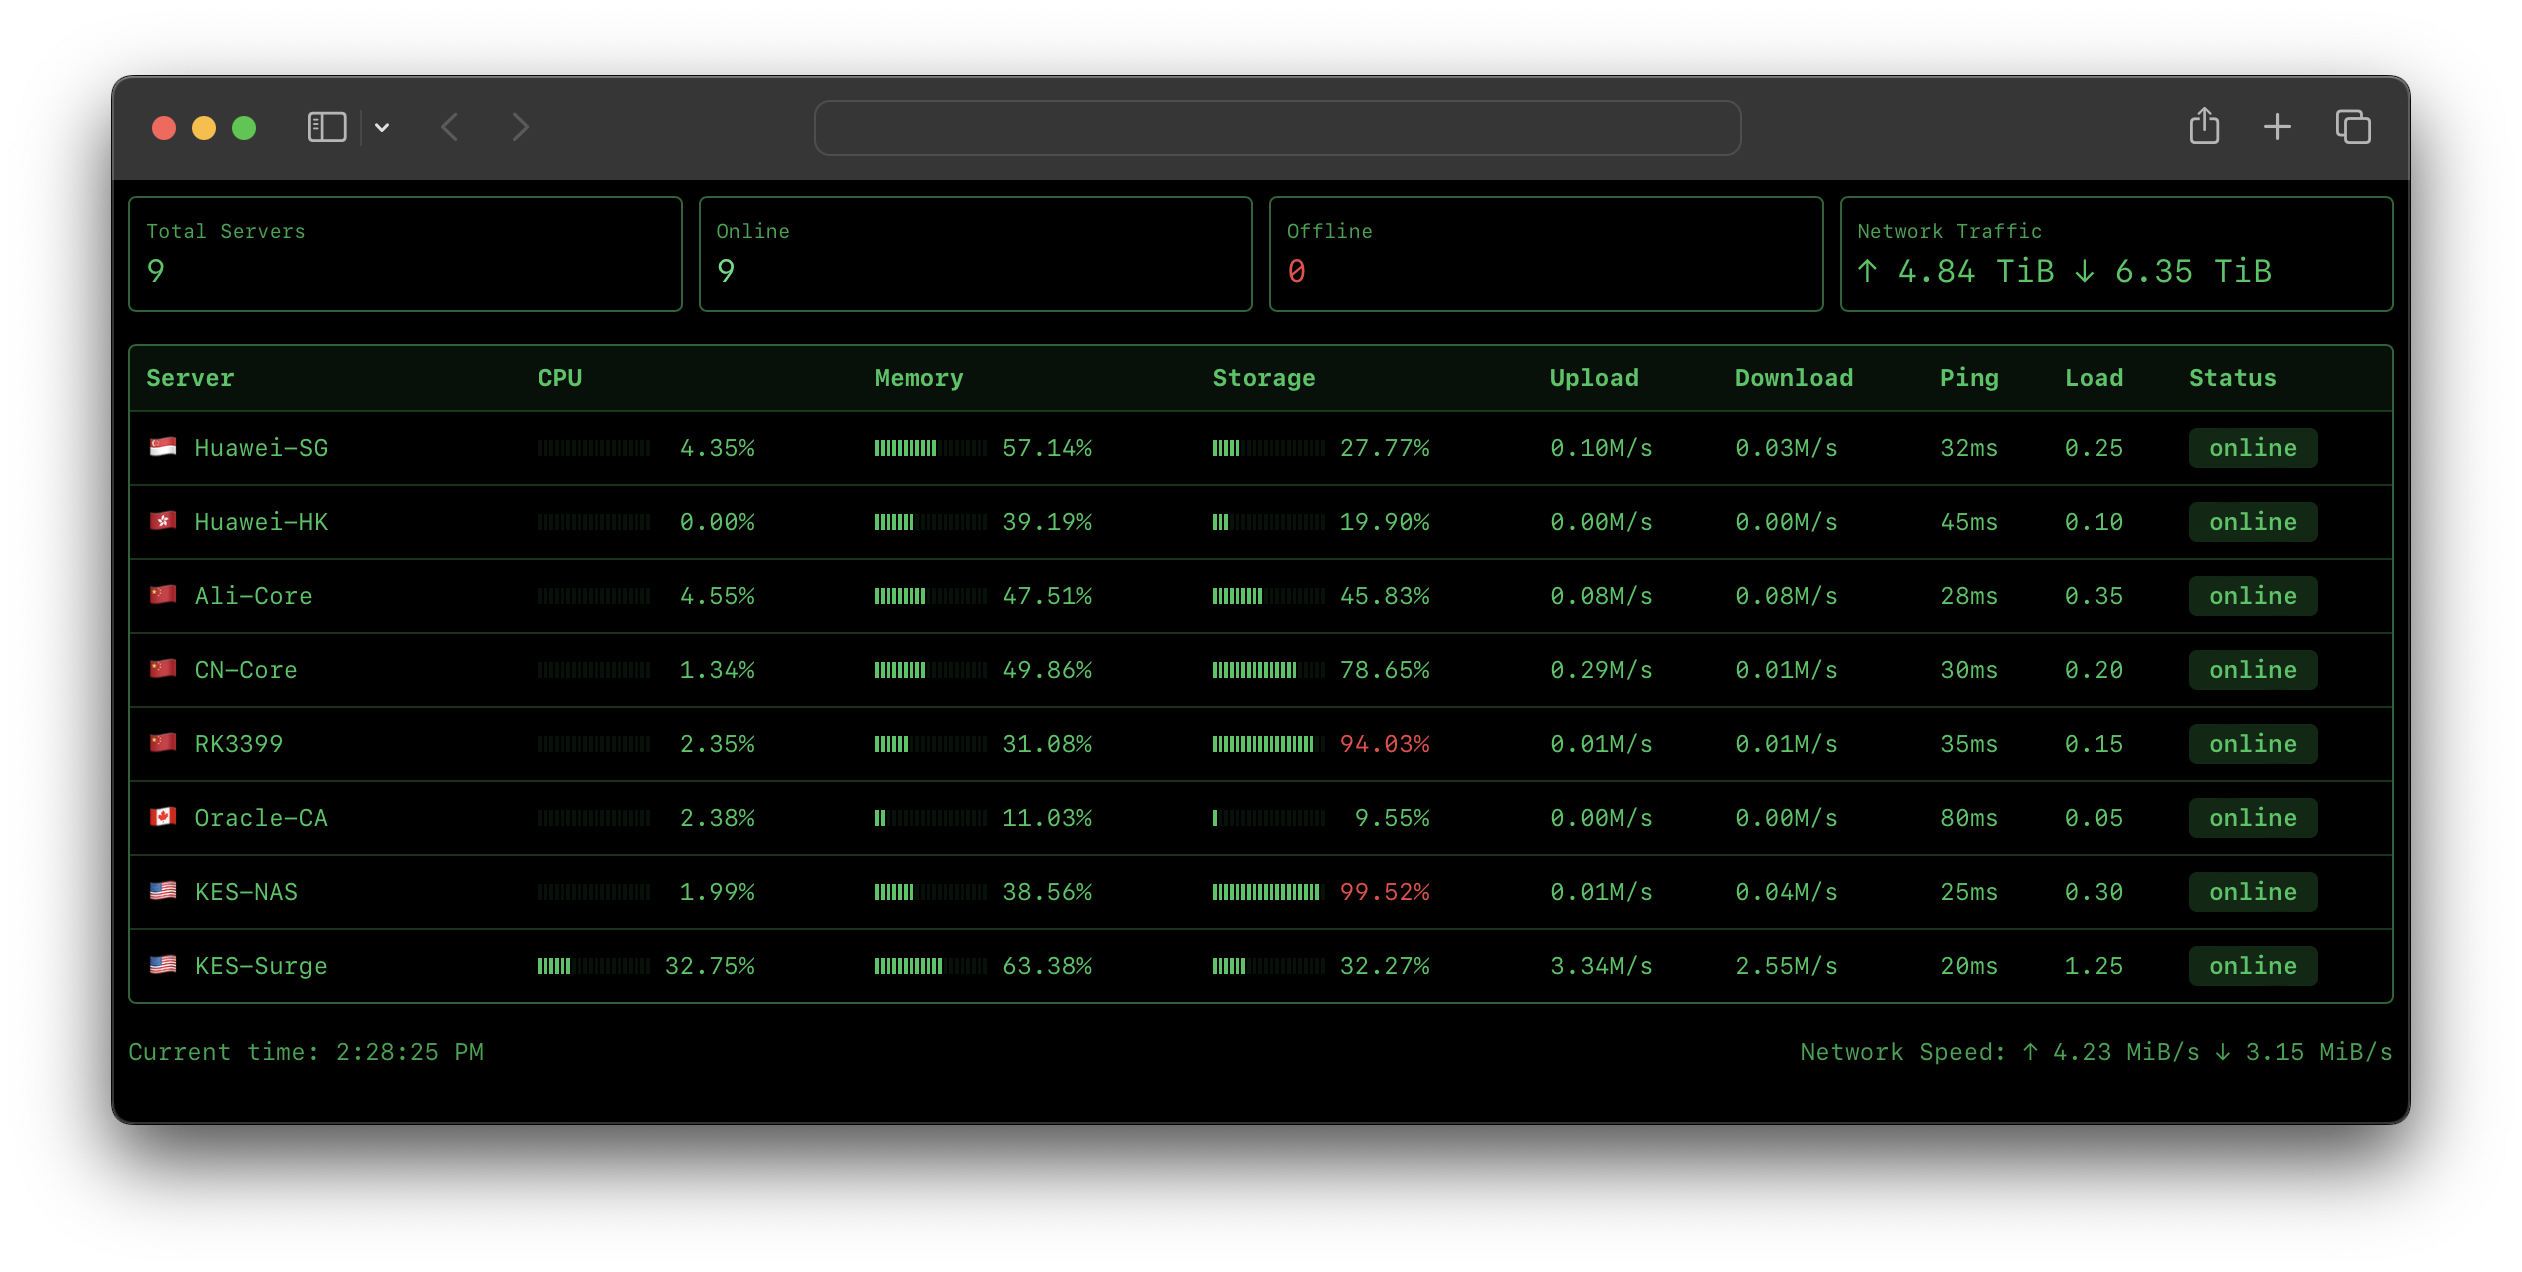 Total Servers
9
Online
9
Offline
0
Network Traffic
↑ 4.84 TiB ↓ 6.35 TiB
Server CPU Memory Storage Upload Download Ping Load Status
Huawei-SG 4.35% 57.14% 27.77% 0.10M/s 0.03M/s 32ms 0.25 online
Huawei-HK 0.00% 39.19% 19.90% 0.00M/s 0.00M/s 45ms 0.10 online
Ali-Core 4.55% 47.51% 45.83% 0.08M/s 0.08M/s 28ms 0.35 online
CN-Core 1.34% 49.86% 78.65% 0.29M/s 0.01M/s 30ms 0.20 online
RK3399 2.35% 31.08% 94.03% 0.01M/s 0.01M/s 35ms 0.15 online
Oracle-CA 2.38% 11.03% 9.55% 0.00M/s 0.00M/s 80ms 0.05 online
KES-NAS 1.99% 38.56% 99.52% 0.01M/s 0.04M/s 25ms 0.30 online
KES-Surge 32.75% 63.38% 32.27% 3.34M/s 2.55M/s 20ms 1.25 online
Current time: 2:28:25 PM
Network Speed: ↑ 4.23 MiB/s ↓ 3.15 MiB/s